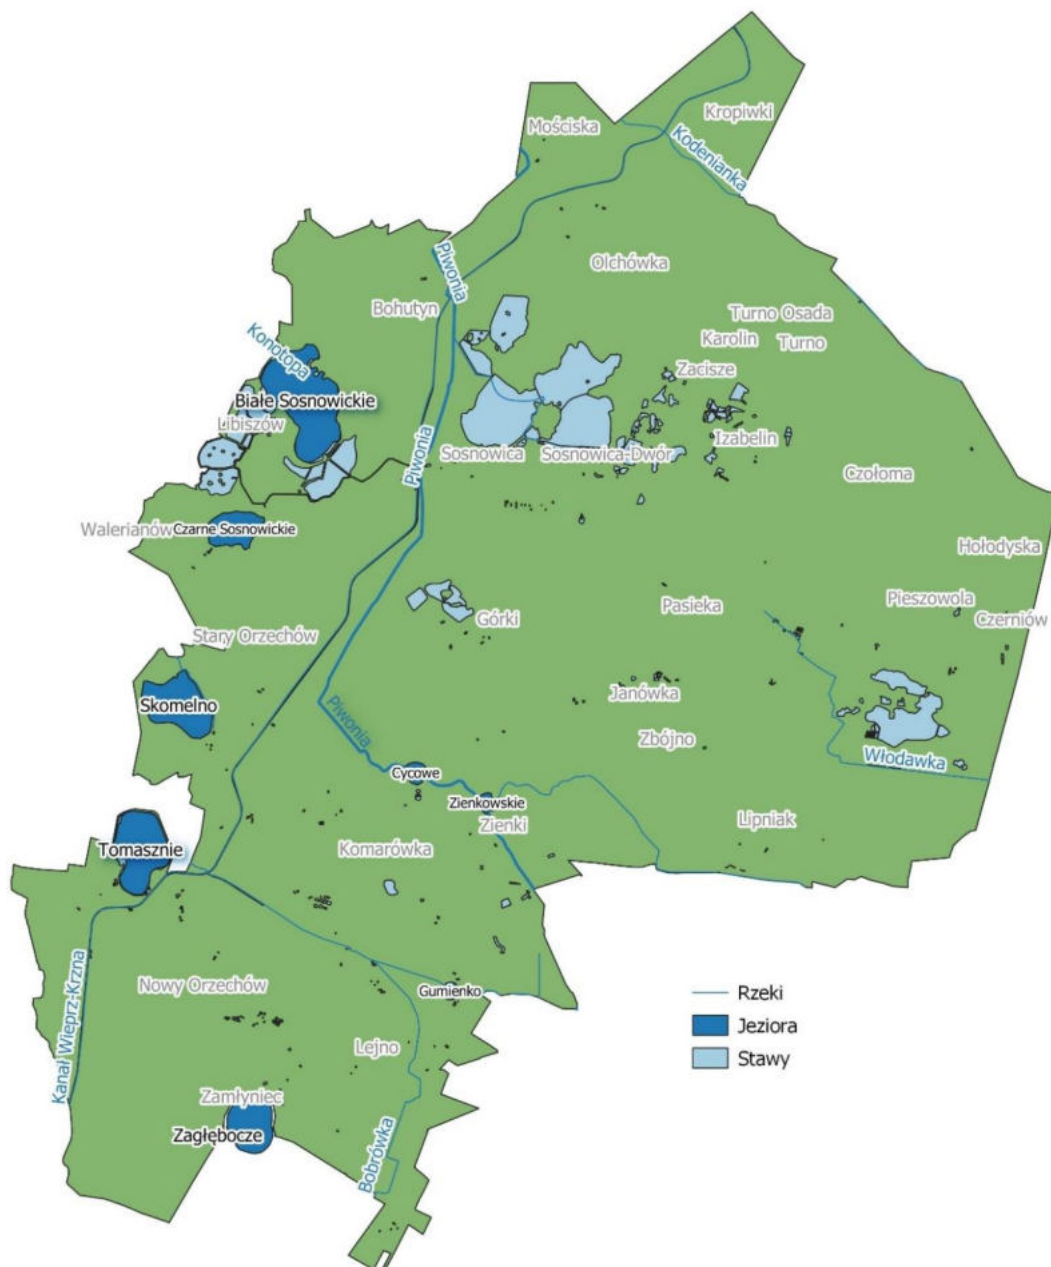 Kropiwki
Mościska
Kodenianka
Olchówka
Piwonia
Bohutyn
Turno Osada
Karolin
Turno
Konotopa
Zacisze
Białe Sosnowickie
Libiszów
Izabelin
Sosnowica
Sosnowica-Dwór
Piwonia
Czołoma
Walerianów
Czarne Sosnowickie
Hołodyska
Pieszowola
Pasieka
Górki
Czerniów
Stary Orzechów
Janówka
Skomelno
Piwonia
Zbójno
Włodawka
Cycowe
Zienkowskie
Zienki
Lipniak
Tomasznie
Komarówka
Kanał Wieprz-Krzna
Nowy Orzechów
Gumienko
Rzeki
Jeziora
Lejno
Stawy
Zamłyniec
Zagłębocze
Bobrówka